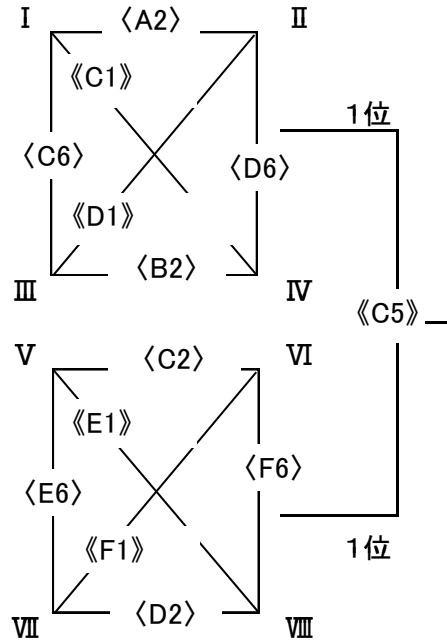 Ⅰ 〈A2〉 Ⅱ
《C1》
1位
〈C6〉 〈D6〉
《D1》
Ⅲ 〈B2〉 Ⅳ
《C5》
Ⅴ 〈C2〉 Ⅵ
《E1》
〈E6〉 〈F6〉
《F1》 1位
Ⅶ 〈D2〉 Ⅷ